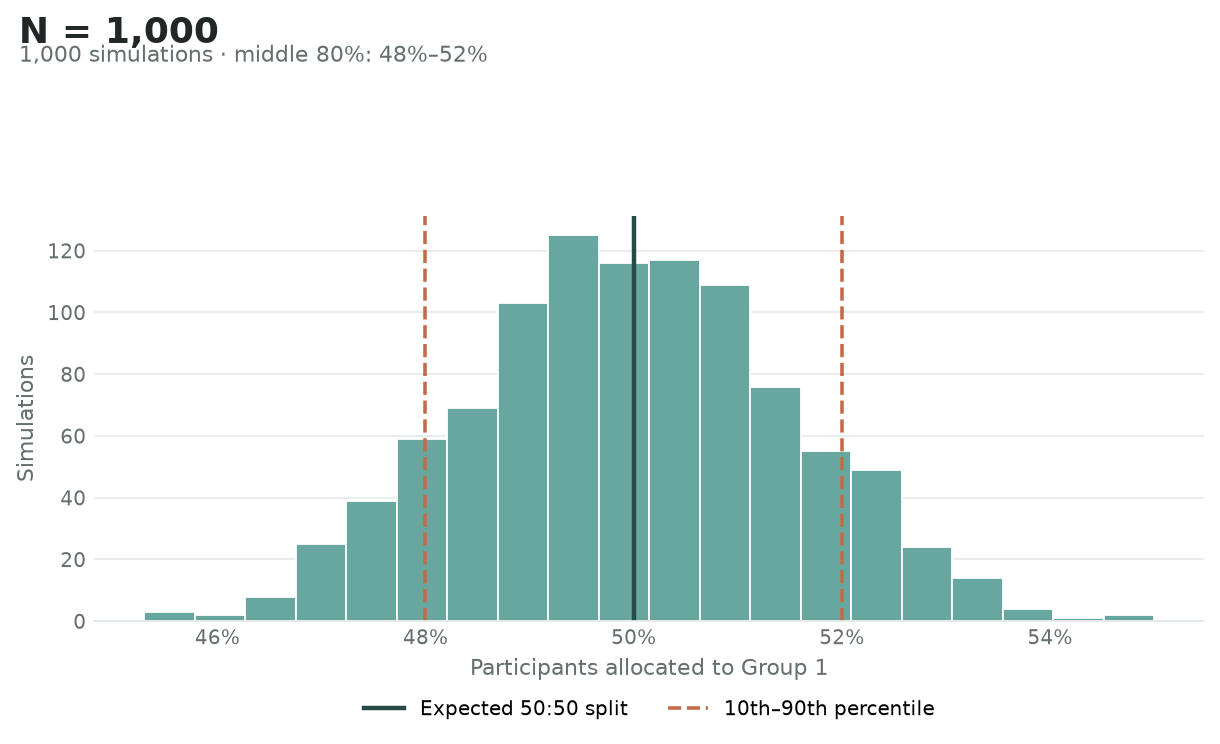 N = 1,000
1,000 simulations · middle 80%: 48%–52%
120
100
80
60
40
20
0
Simulations
46% 48% 50% 52% 54%
Participants allocated to Group 1
Expected 50:50 split 10th–90th percentile